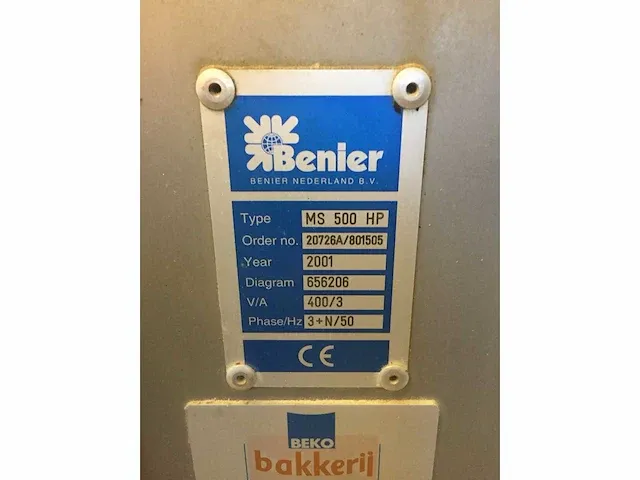 Benier
BENIER NEDERLAND B.V.
Type MS 500 HP
Order no. 20726A/801505
Year 2001
Diagram 656206
V/A 400/3
Phase/Hz 3+N/50
CE
BEKO
bakkerij